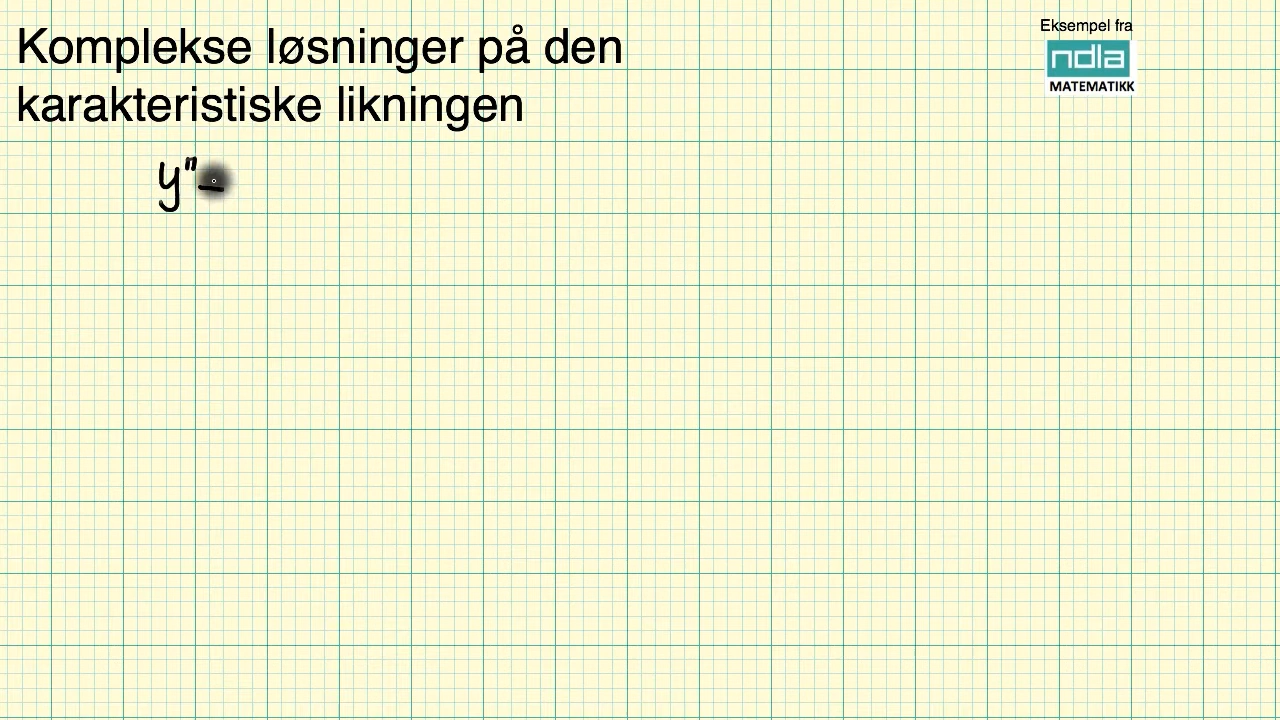 Komplekse løsninger på den
karakteristiske likningen
Eksempel fra
ndla
MATEMATIKK
y"-